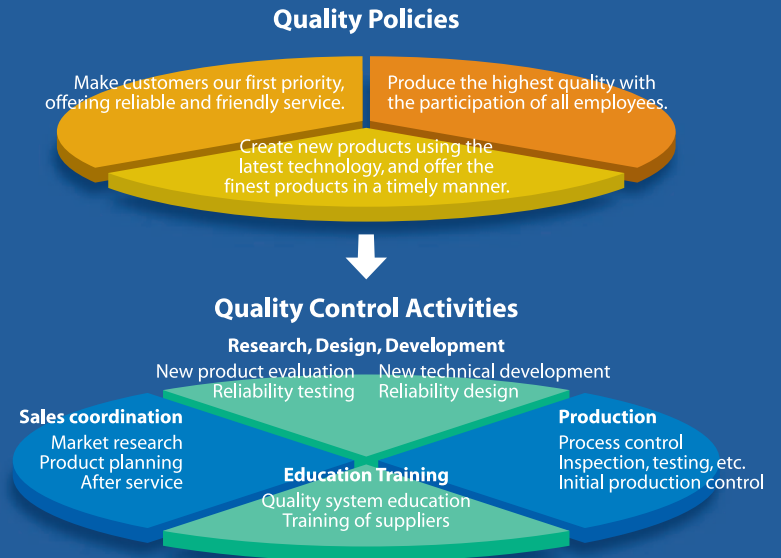 Quality Policies
Make customers our first priority,
offering reliable and friendly service.
Produce the highest quality with
the participation of all employees.
Create new products using the
latest technology, and offer the
finest products in a timely manner.
Quality Control Activities
Research, Design, Development
New product evaluation
Reliability testing
New technical development
Reliability design
Sales coordination
Market research
Product planning
After service
Production
Process control
Inspection, testing, etc.
Initial production control
Education Training
Quality system education
Training of suppliers